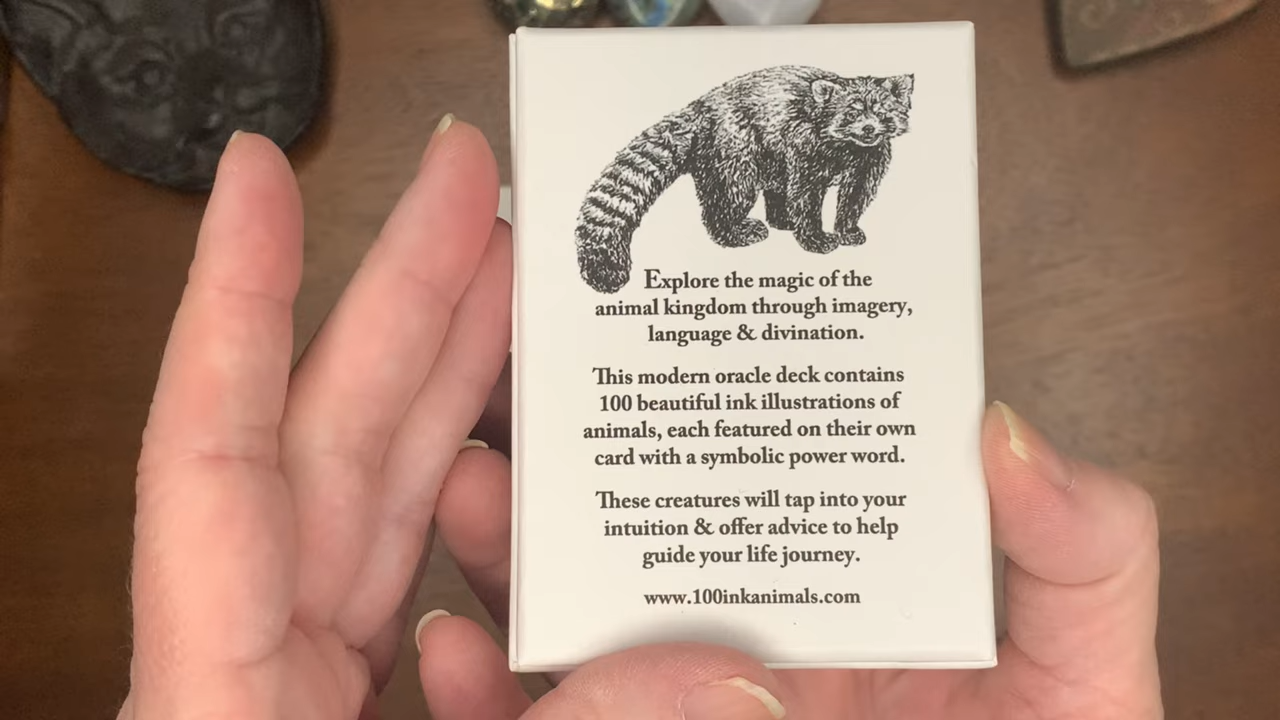 Explore the magic of the
animal kingdom through imagery,
language & divination.
This modern oracle deck contains
100 beautiful ink illustrations of
animals, each featured on their own
card with a symbolic power word.
These creatures will tap into your
intuition & offer advice to help
guide your life journey.
www.100inkanimals.com